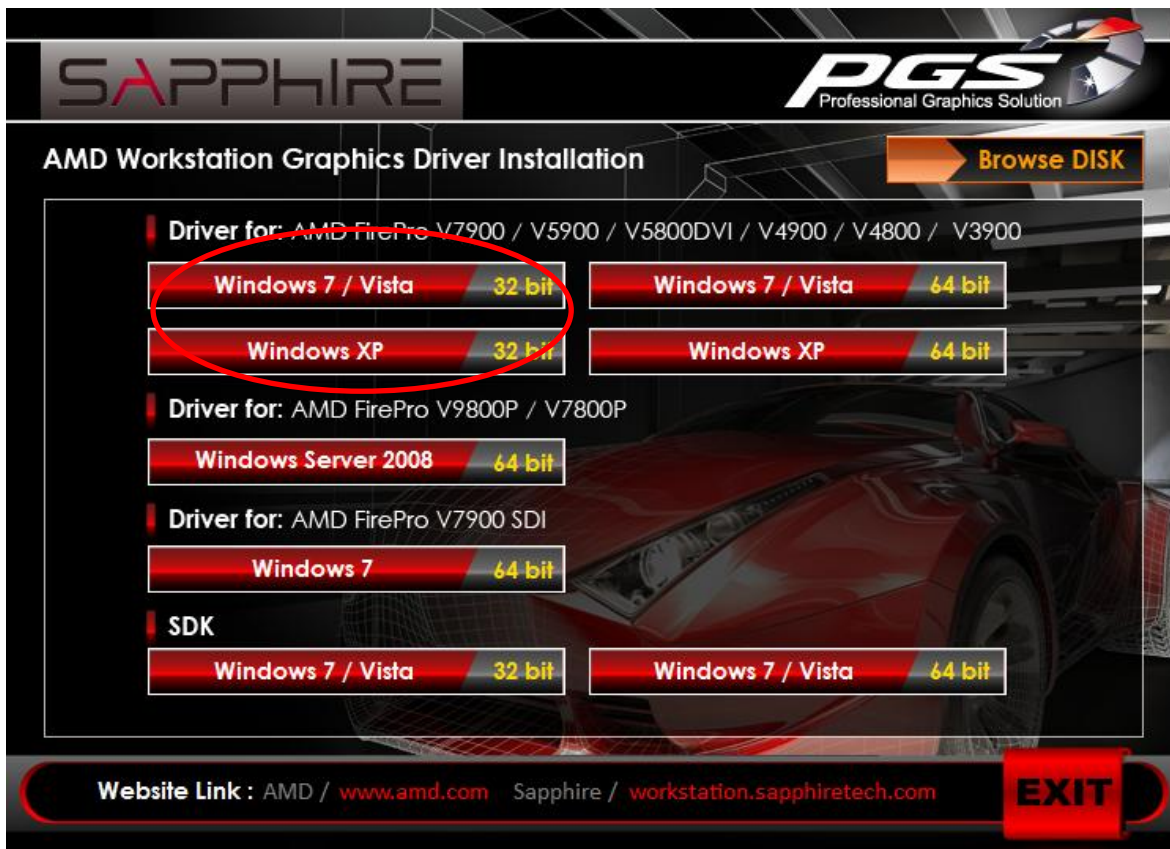 SAPPHIRE
PGS
Professional Graphics Solution
AMD Workstation Graphics Driver Installation
Browse DISK
Driver for: AMD FirePro V7900 / V5900 / V5800DVI / V4900 / V4800 / V3900
Windows 7 / Vista 32 bit Windows 7 / Vista 64 bit
Windows XP 32 bit Windows XP 64 bit
Driver for: AMD FirePro V9800P / V7800P
Windows Server 2008 64 bit
Driver for: AMD FirePro V7900 SDI
Windows 7 64 bit
SDK
Windows 7 / Vista 32 bit Windows 7 / Vista 64 bit
Website Link : AMD / www.amd.com Sapphire / workstation.sapphiretech.com
EXIT